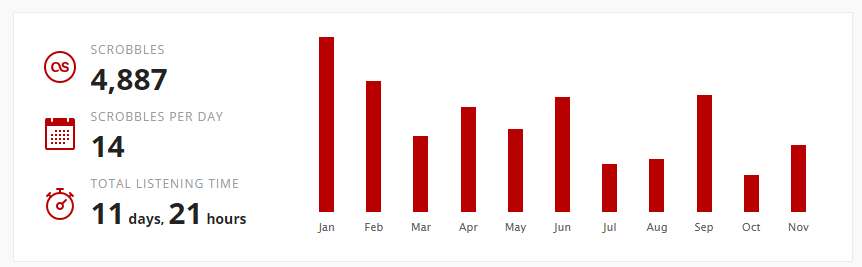 SCROBBLES
4,887
SCROBBLES PER DAY
14
TOTAL LISTENING TIME
11 days, 21 hours
Jan Feb Mar Apr May Jun Jul Aug Sep Oct Nov